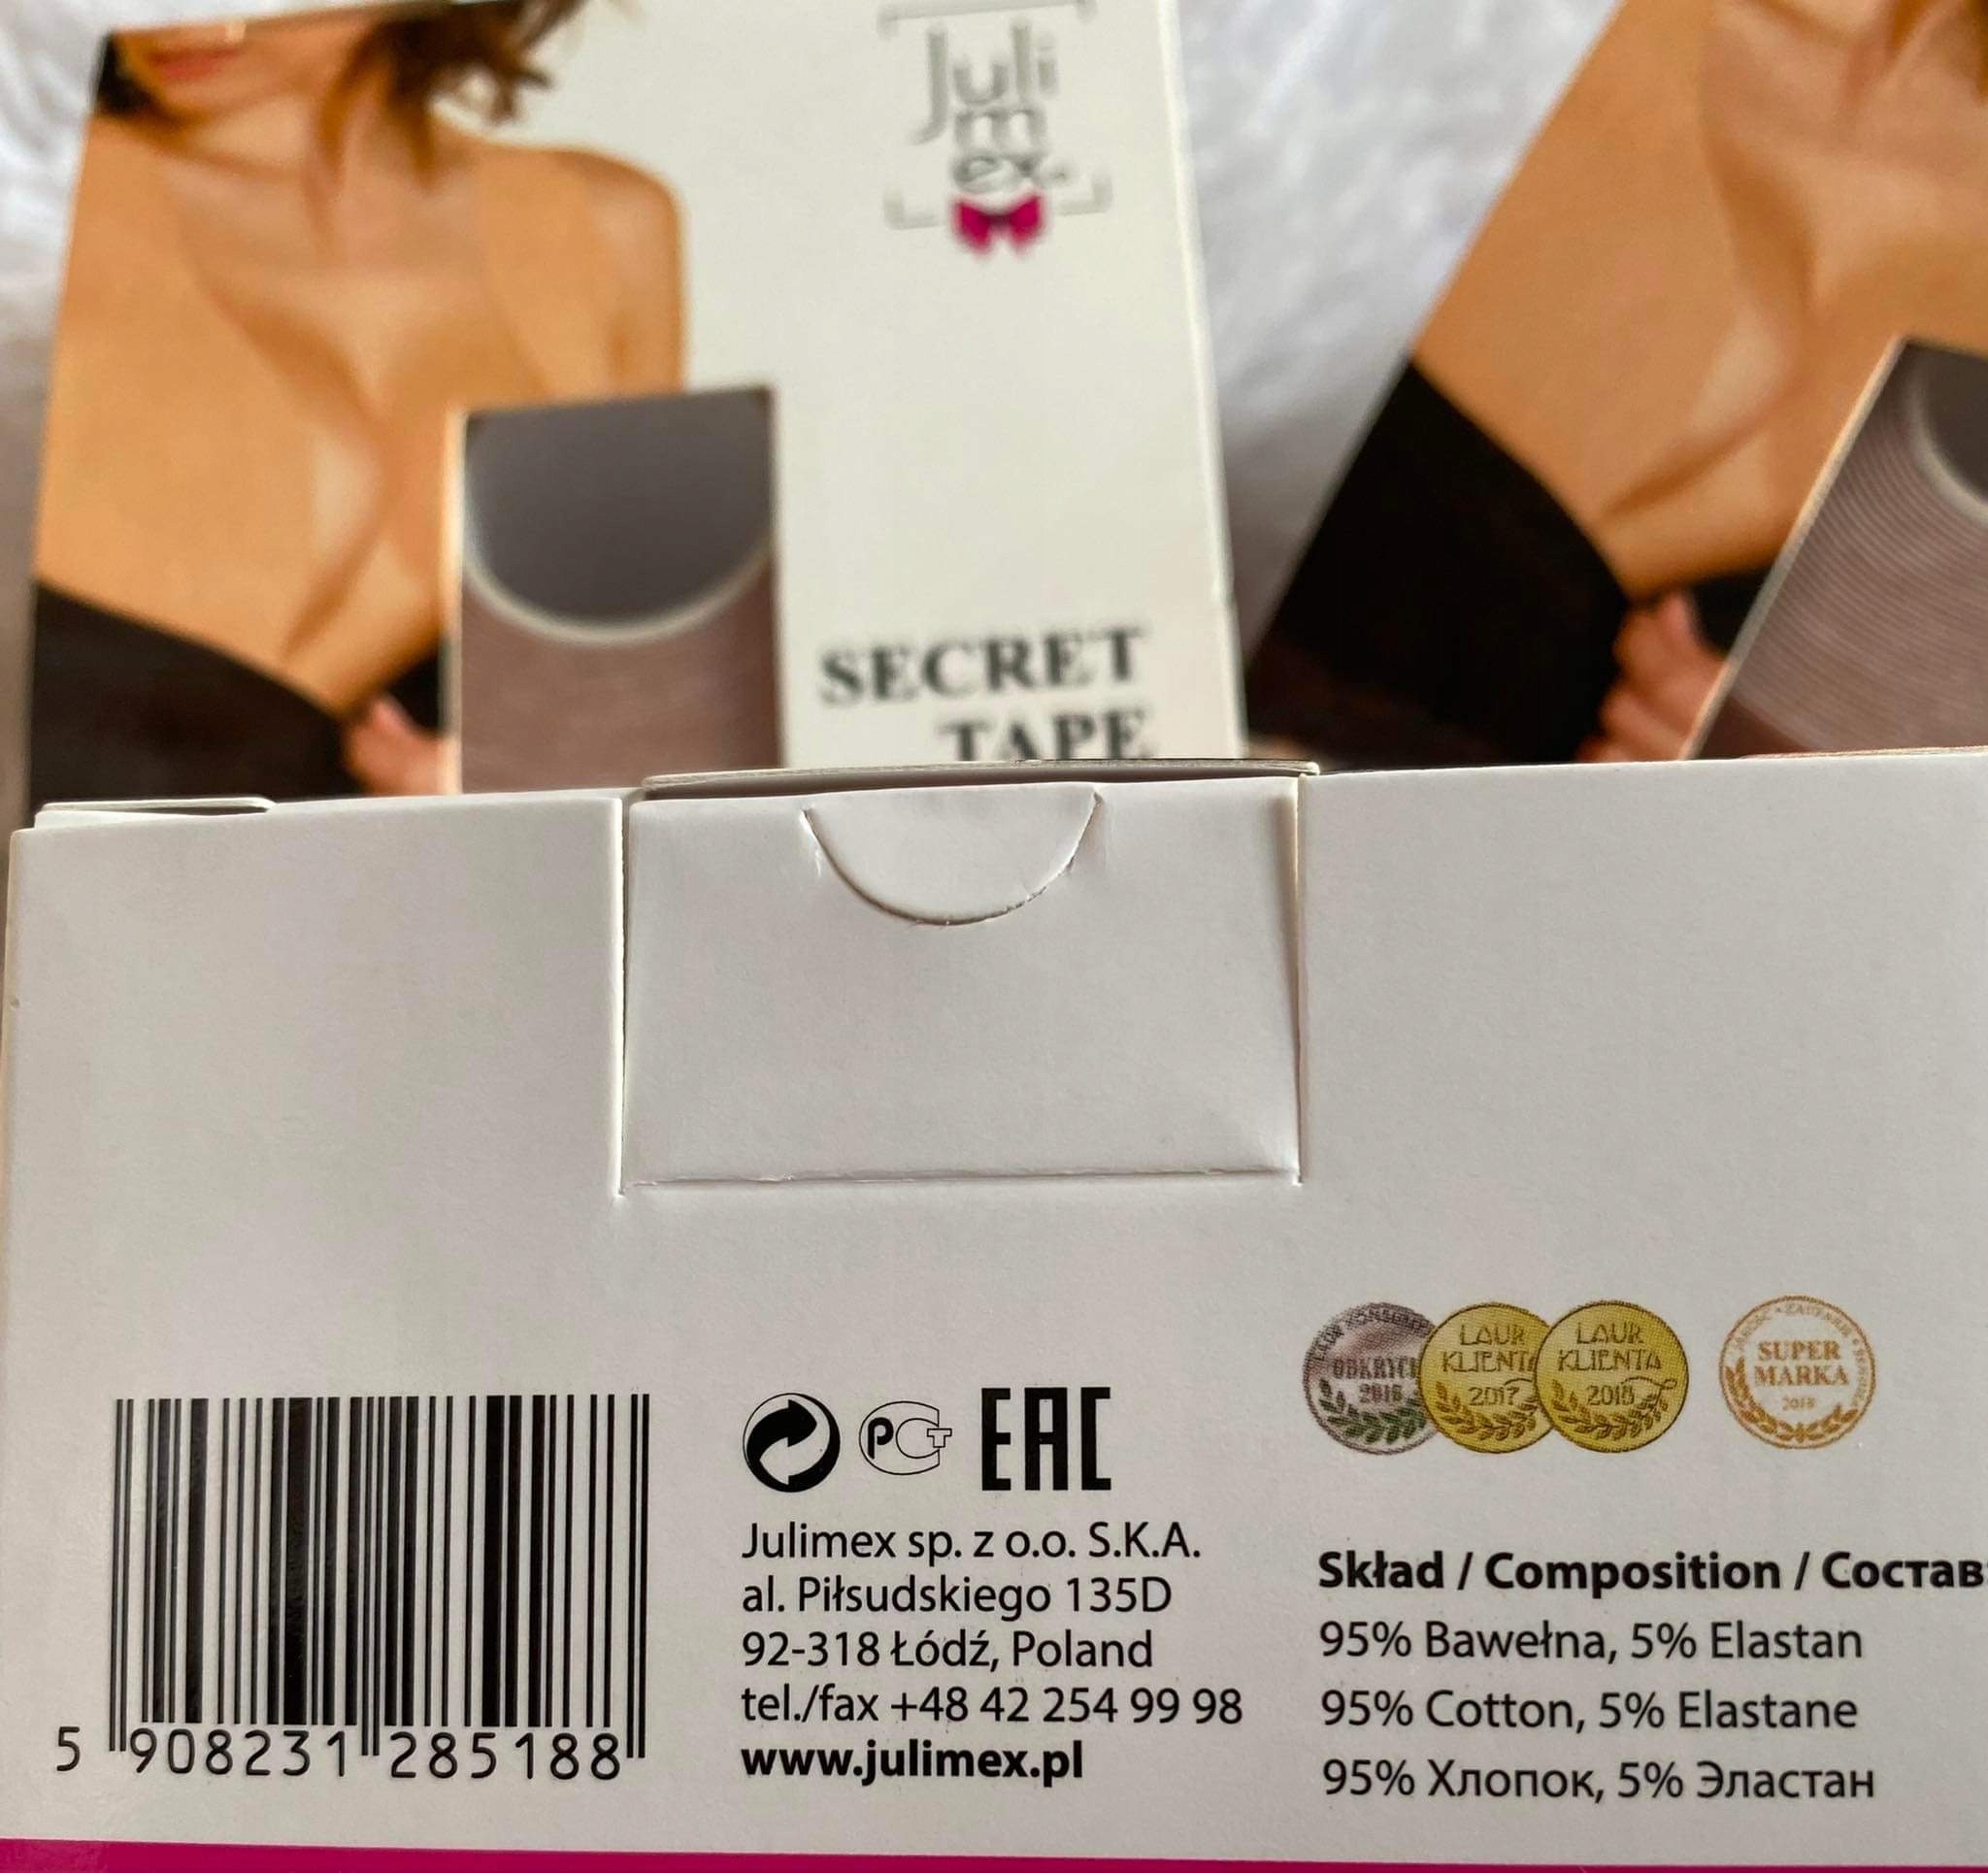 Juli
m
ex
SECRET
TAPE
5 908231 285188
PCT
EAC
Julimex sp. z o.o. S.K.A.
al. Piłsudskiego 135D
92-318 Łódź, Poland
tel./fax +48 42 254 99 98
www.julimex.pl
LAUR
KLIENTA
2017
LAUR
KLIENTA
2018
SUPER
MARKA
2018
Skład / Composition / Состав
95% Bawełna, 5% Elastan
95% Cotton, 5% Elastane
95% Хлопок, 5% Эластан